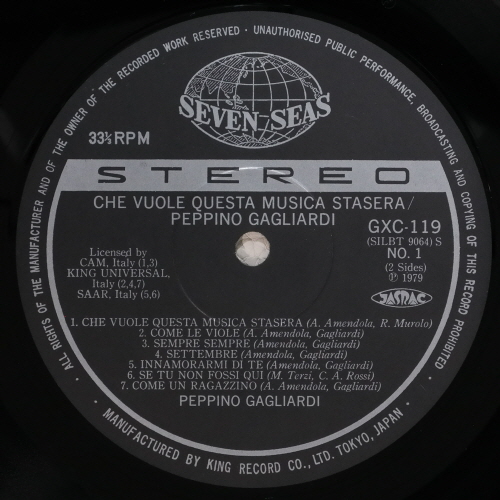 ALL RIGHTS OF THE MANUFACTURER AND OF THE OWNER OF THE RECORDED WORK RESERVED · UNAUTHORISED PUBLIC PERFORMANCE, BROADCASTING AND COPYING OF THIS RECORD PROHIBITED ·
SEVEN SEAS
33⅓ RPM
STEREO
CHE VUOLE QUESTA MUSICA STASERA/
PEPPINO GAGLIARDI
GXC-119
(SILBT 9064) S
NO. 1
(2 Sides)
℗ 1979
JASRAC
Licensed by
CAM, Italy (1,3)
KING UNIVERSAL,
Italy (2,4,7)
SAAR, Italy (5,6)
1. CHE VUOLE QUESTA MUSICA STASERA (A. Amendola, R. Murolo)
2. COME LE VIOLE (Amendola, Gagliardi)
3. SEMPRE SEMPRE (Amendola, Gagliardi)
4. SETTEMBRE (Amendola, Gagliardi)
5. INNAMORARMI DI TE (Amendola, Gagliardi)
6. SE TU NON FOSSI QUI (M. Terzi, C. A. Rossi)
7. COME UN RAGAZZINO (A. Amendola, Gagliardi)
PEPPINO GAGLIARDI
· MANUFACTURED BY KING RECORD CO., LTD. TOKYO, JAPAN ·